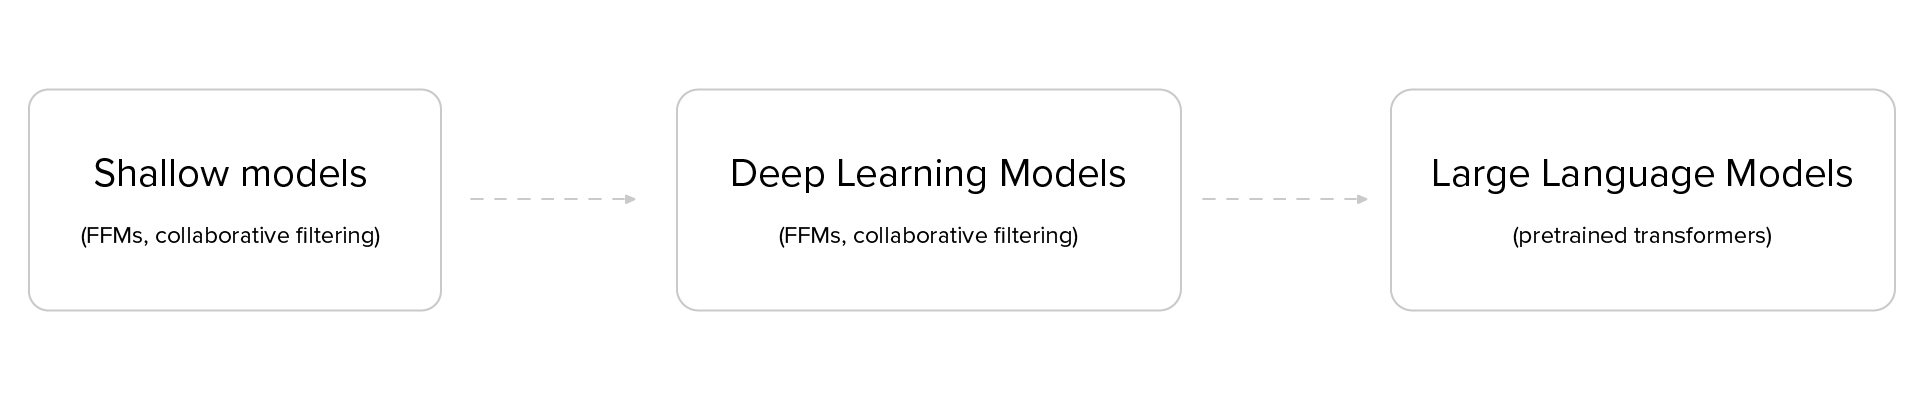 Shallow models
(FFMs, collaborative filtering)
Deep Learning Models
(FFMs, collaborative filtering)
Large Language Models
(pretrained transformers)